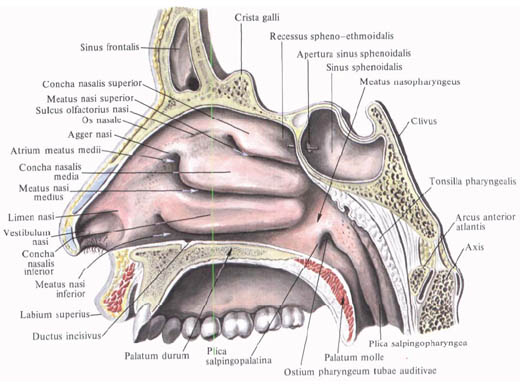 Crista galli
Sinus frontalis
Recessus spheno-ethmoidalis
Apertura sinus sphenoidalis
Sinus sphenoidalis
Meatus nasopharyngeus
Concha nasalis superior
Meatus nasi superior
Sulcus olfactorius nasi
Os nasale
Agger nasi
Atrium meatus medii
Concha nasalis
media
Meatus nasi
medius
Limen nasi
Vestibulum
nasi
Concha
nasalis
inferior
Meatus nasi
inferior
Labium superius
Ductus incisivus
Clivus
Tonsilla pharyngealis
Arcus anterior
atlantis
Axis
Palatum durum
Plica
salpingopalatina
Ostium pharyngeum tubae auditivae
Palatum molle
Plica salpingopharyngea